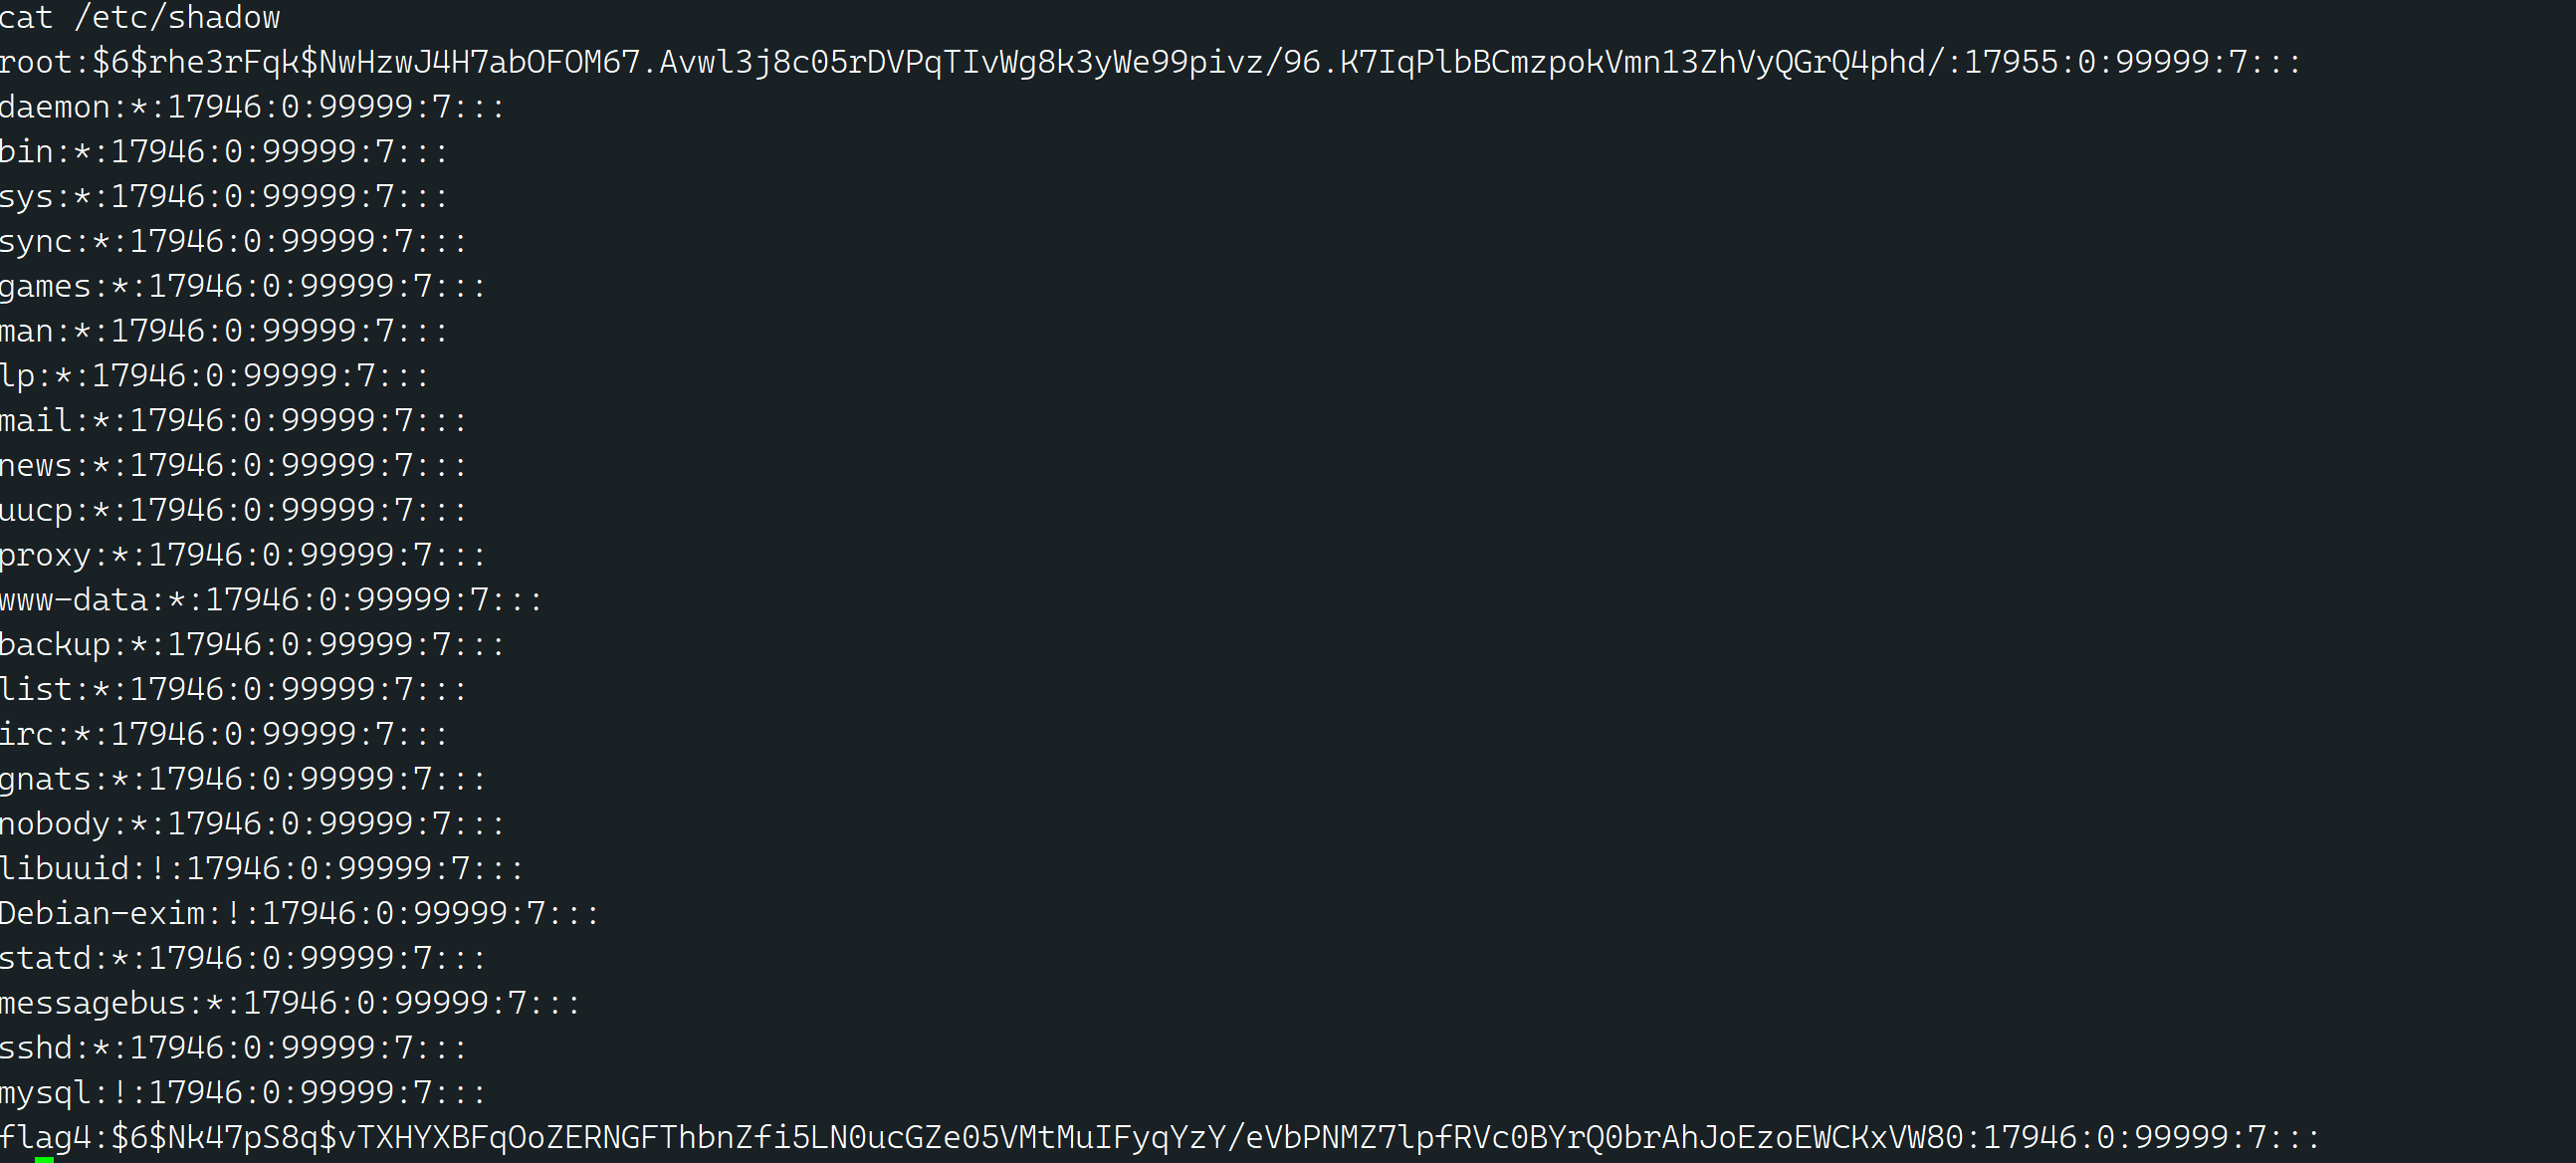 cat /etc/shadow
root:$6$rhe3rFqk$NwHzwJ4H7abOFOM67.Avwl3j8c05rDVPqTIvWg8k3yWe99pivz/96.K7IqPlbBCmzpokVmn13ZhVyQGrQ4phd/:17955:0:99999:7:::
daemon:*:17946:0:99999:7:::
bin:*:17946:0:99999:7:::
sys:*:17946:0:99999:7:::
sync:*:17946:0:99999:7:::
games:*:17946:0:99999:7:::
man:*:17946:0:99999:7:::
lp:*:17946:0:99999:7:::
mail:*:17946:0:99999:7:::
news:*:17946:0:99999:7:::
uucp:*:17946:0:99999:7:::
proxy:*:17946:0:99999:7:::
www-data:*:17946:0:99999:7:::
backup:*:17946:0:99999:7:::
list:*:17946:0:99999:7:::
irc:*:17946:0:99999:7:::
gnats:*:17946:0:99999:7:::
nobody:*:17946:0:99999:7:::
libuuid:!:17946:0:99999:7:::
Debian-exim:!:17946:0:99999:7:::
statd:*:17946:0:99999:7:::
messagebus:*:17946:0:99999:7:::
sshd:*:17946:0:99999:7:::
mysql:!:17946:0:99999:7:::
flag4:$6$Nk47pS8q$vTXHYXBFqOoZERNGFThbnZfi5LN0ucGZe05VMtMuIFyqYzY/eVbPNMZ7lpfRVc0BYrQ0brAhJoEzoEWCKxVW80:17946:0:99999:7:::